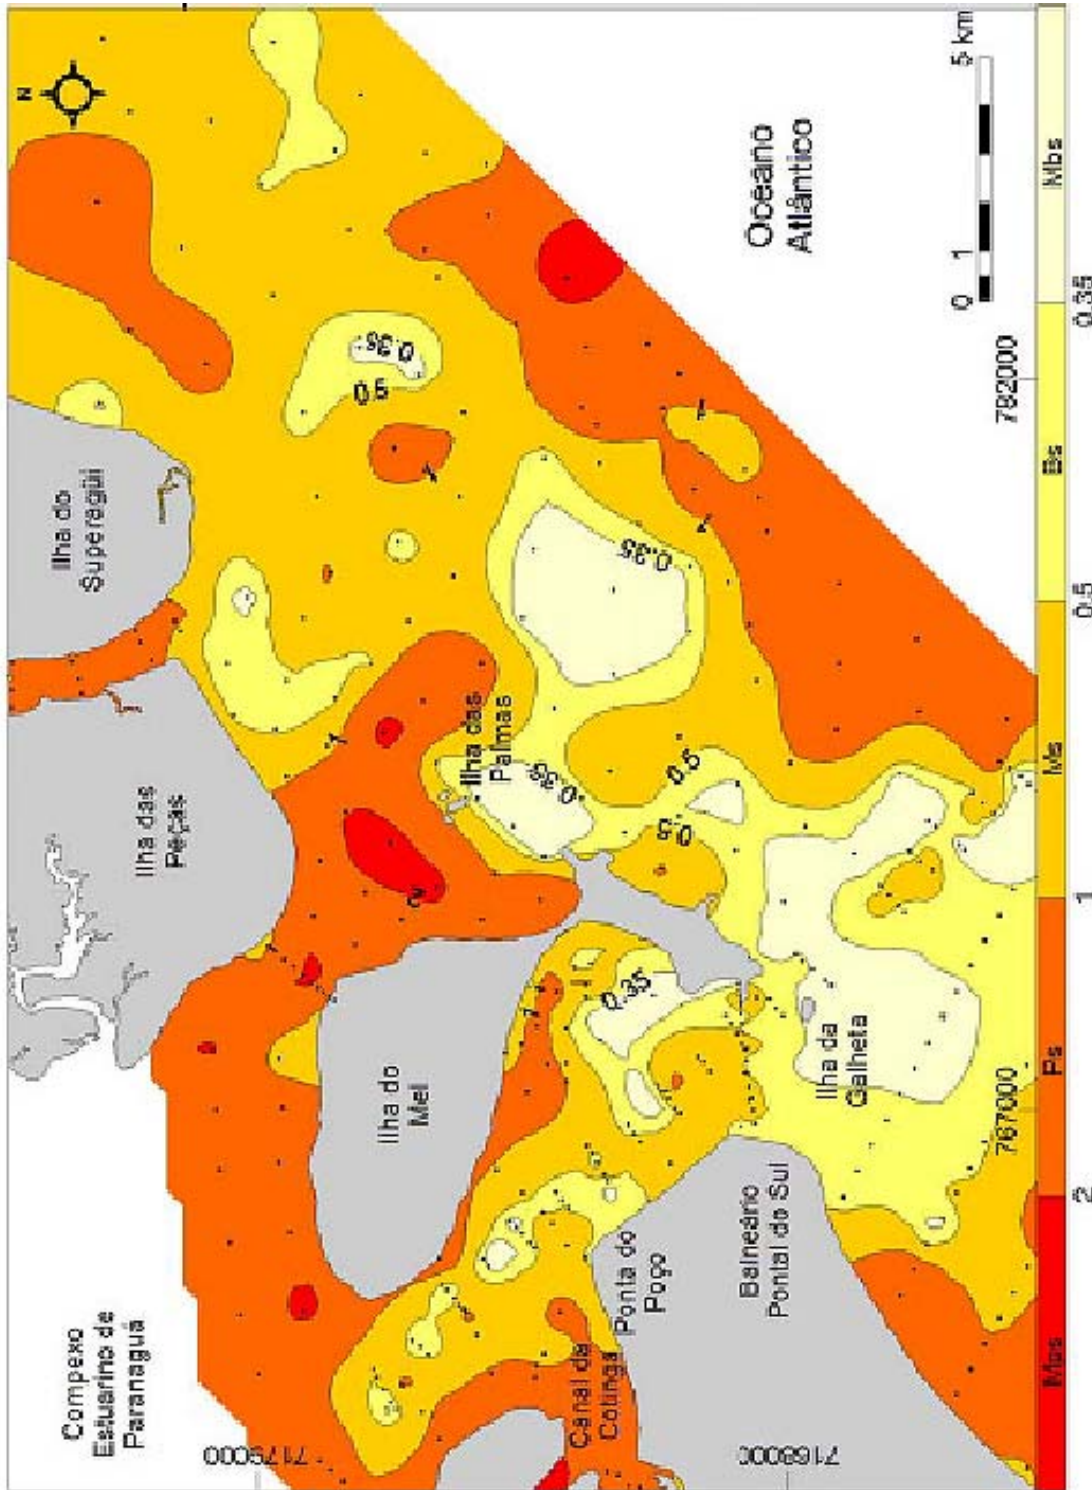 N
Compexo
Estuarino de
Paranaguá
Ilha das
Peças
Ilha do
Superagüi
Ilha do
Mel
Ilha das
Palmas
Canal da
Cotinga
Ponta do
Poço
Balneário
Pontal do Sul
Ilha da
Galheta
Oceano
Atlântico
0 1 5 km
7179000
7168000
767000
782000
0.5
0.35
0.35
0.35
0.5
0.5
0.35
1
1
1
1
1
1
2
Mps
Ps
Ms
Bs
Mbs
2
1
0.5
0.35